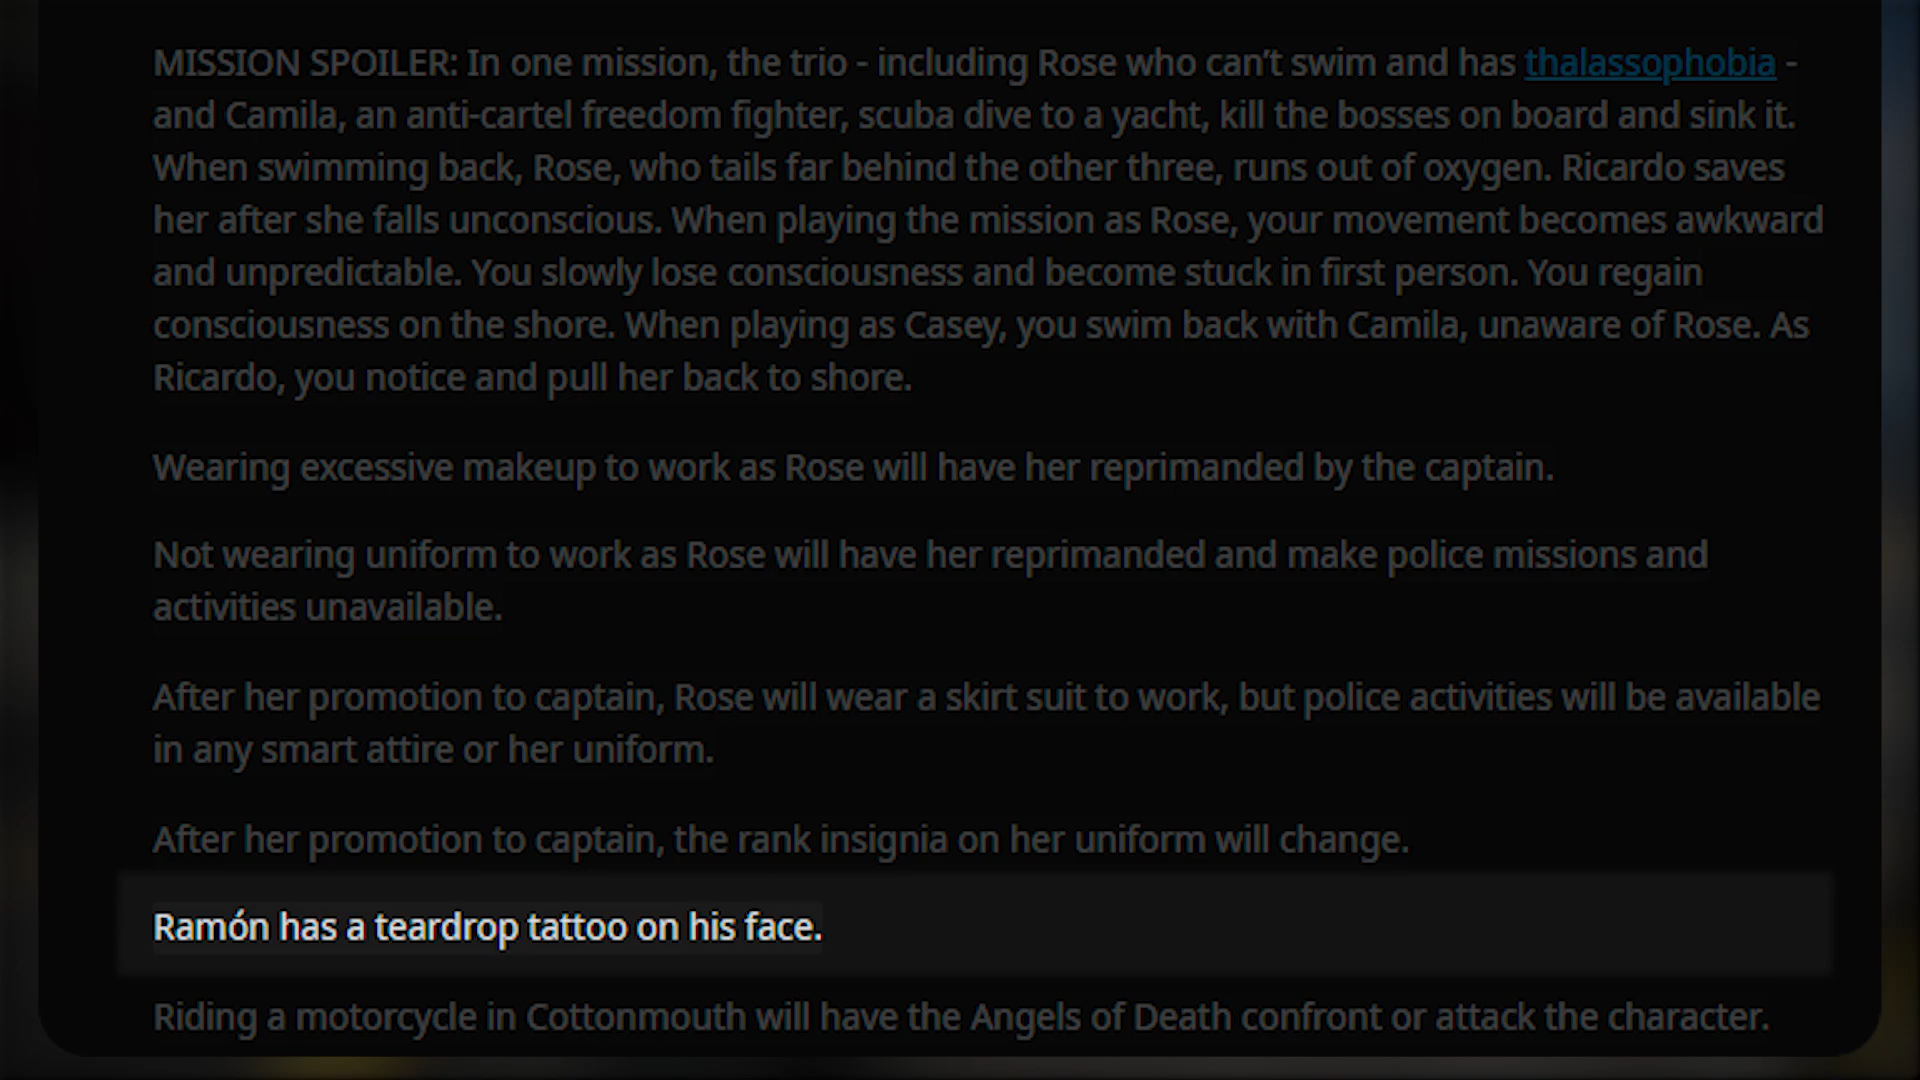 MISSION SPOILER: In one mission, the trio - including Rose who can’t swim and has thalassophobia -
and Camila, an anti-cartel freedom fighter, scuba dive to a yacht, kill the bosses on board and sink it.
When swimming back, Rose, who tails far behind the other three, runs out of oxygen. Ricardo saves
her after she falls unconscious. When playing the mission as Rose, your movement becomes awkward
and unpredictable. You slowly lose consciousness and become stuck in first person. You regain
consciousness on the shore. When playing as Casey, you swim back with Camila, unaware of Rose. As
Ricardo, you notice and pull her back to shore.
Wearing excessive makeup to work as Rose will have her reprimanded by the captain.
Not wearing uniform to work as Rose will have her reprimanded and make police missions and
activities unavailable.
After her promotion to captain, Rose will wear a skirt suit to work, but police activities will be available
in any smart attire or her uniform.
After her promotion to captain, the rank insignia on her uniform will change.
Ramón has a teardrop tattoo on his face.
Riding a motorcycle in Cottonmouth will have the Angels of Death confront or attack the character.